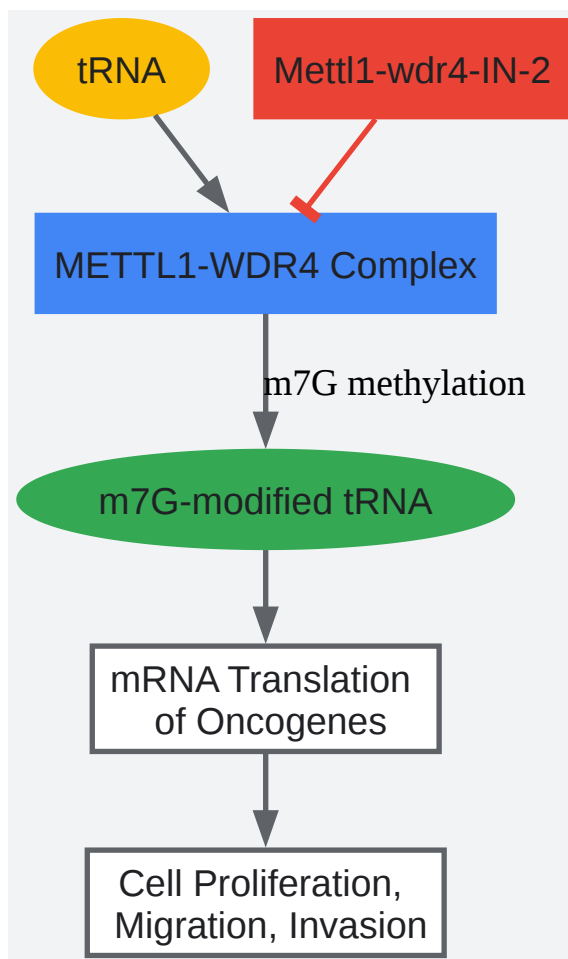 tRNA
Mettl1-wdr4-IN-2
METTL1-WDR4 Complex
m7G methylation
m7G-modified tRNA
mRNA Translation
of Oncogenes
Cell Proliferation,
Migration, Invasion